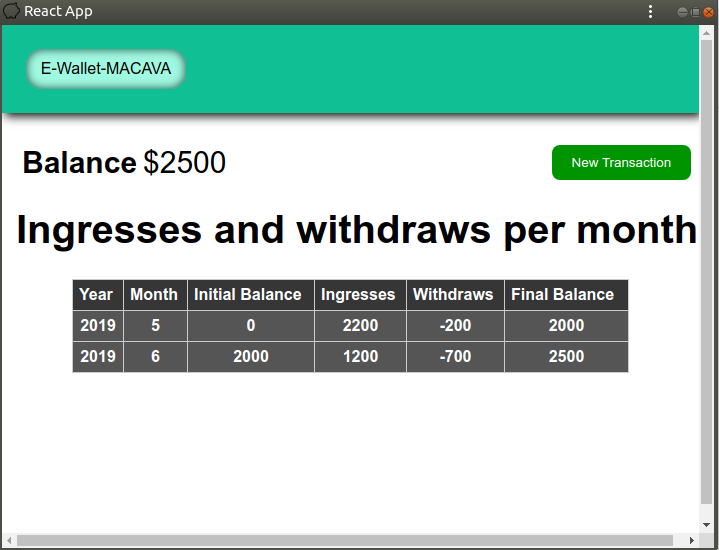 React App
E-Wallet-MACAVA
Balance $2500
New Transaction
Ingresses and withdraws per month
Year Month Initial Balance Ingresses Withdraws Final Balance
2019 5 0 2200 -200 2000
2019 6 2000 1200 -700 2500